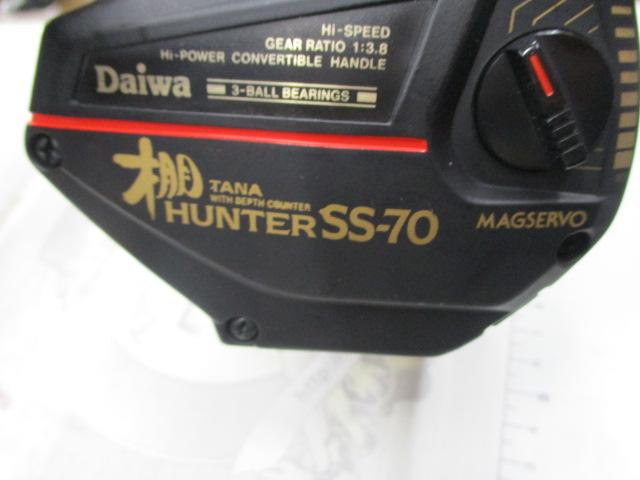 Hi-SPEED
GEAR RATIO 1:3.8
Hi-POWER CONVERTIBLE HANDLE
Daiwa
3-BALL BEARINGS
棚 TANA
WITH DEPTH COUNTER
HUNTER SS-70
MAGSERVO